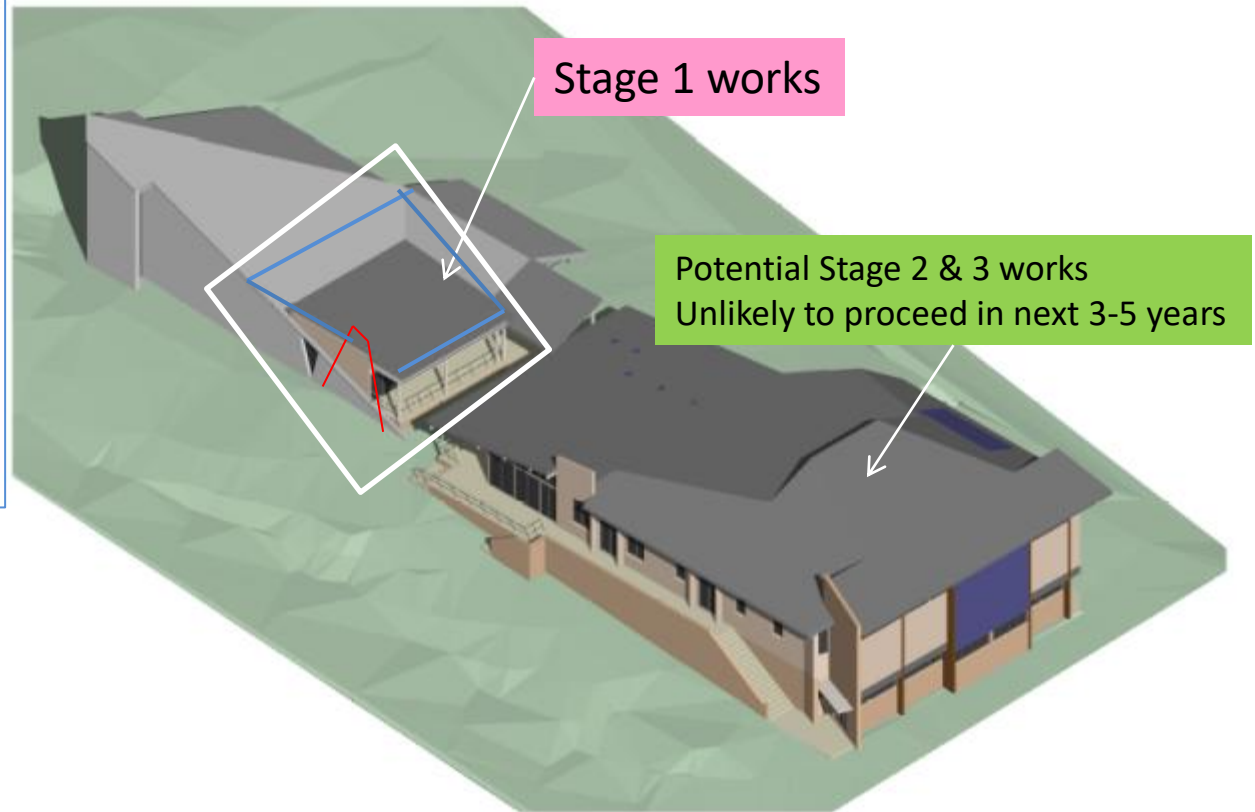 Stage 1 works
Potential Stage 2 & 3 works
Unlikely to proceed in next 3-5 years